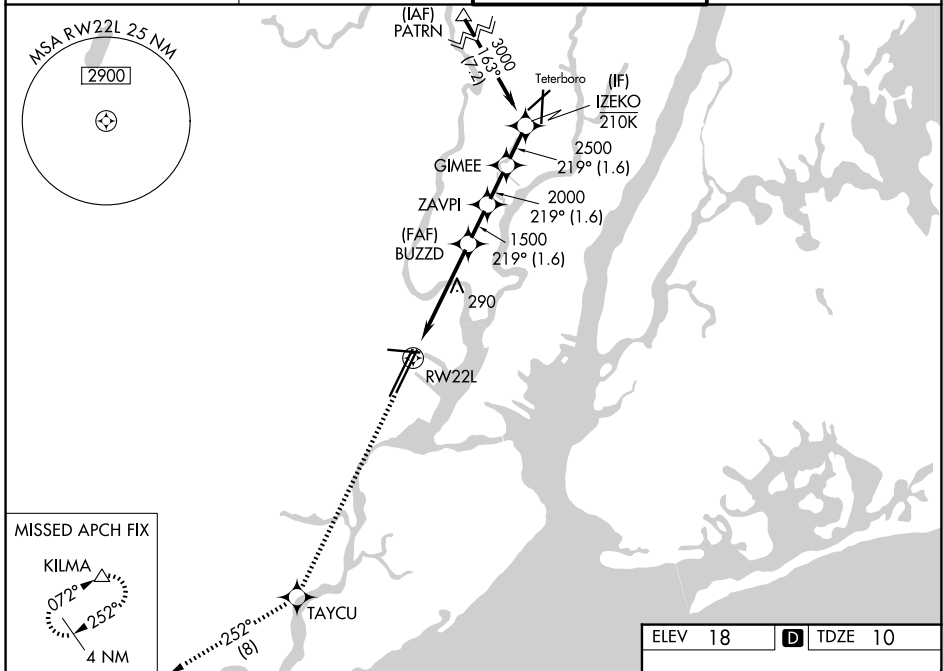 MSA RW22L 25 NM
2900
(IAF)
PATRN
3000
163°
(7.2)
Teterboro
(IF)
IZEKO
210K
2500
219° (1.6)
GIMEE
2000
219° (1.6)
ZAVPI
(FAF)
BUZZD
1500
219° (1.6)
290
RW22L
MISSED APCH FIX
KILMA
072°
252°
4 NM
TAYCU
252°
(8)
ELEV 18 D TDZE 10